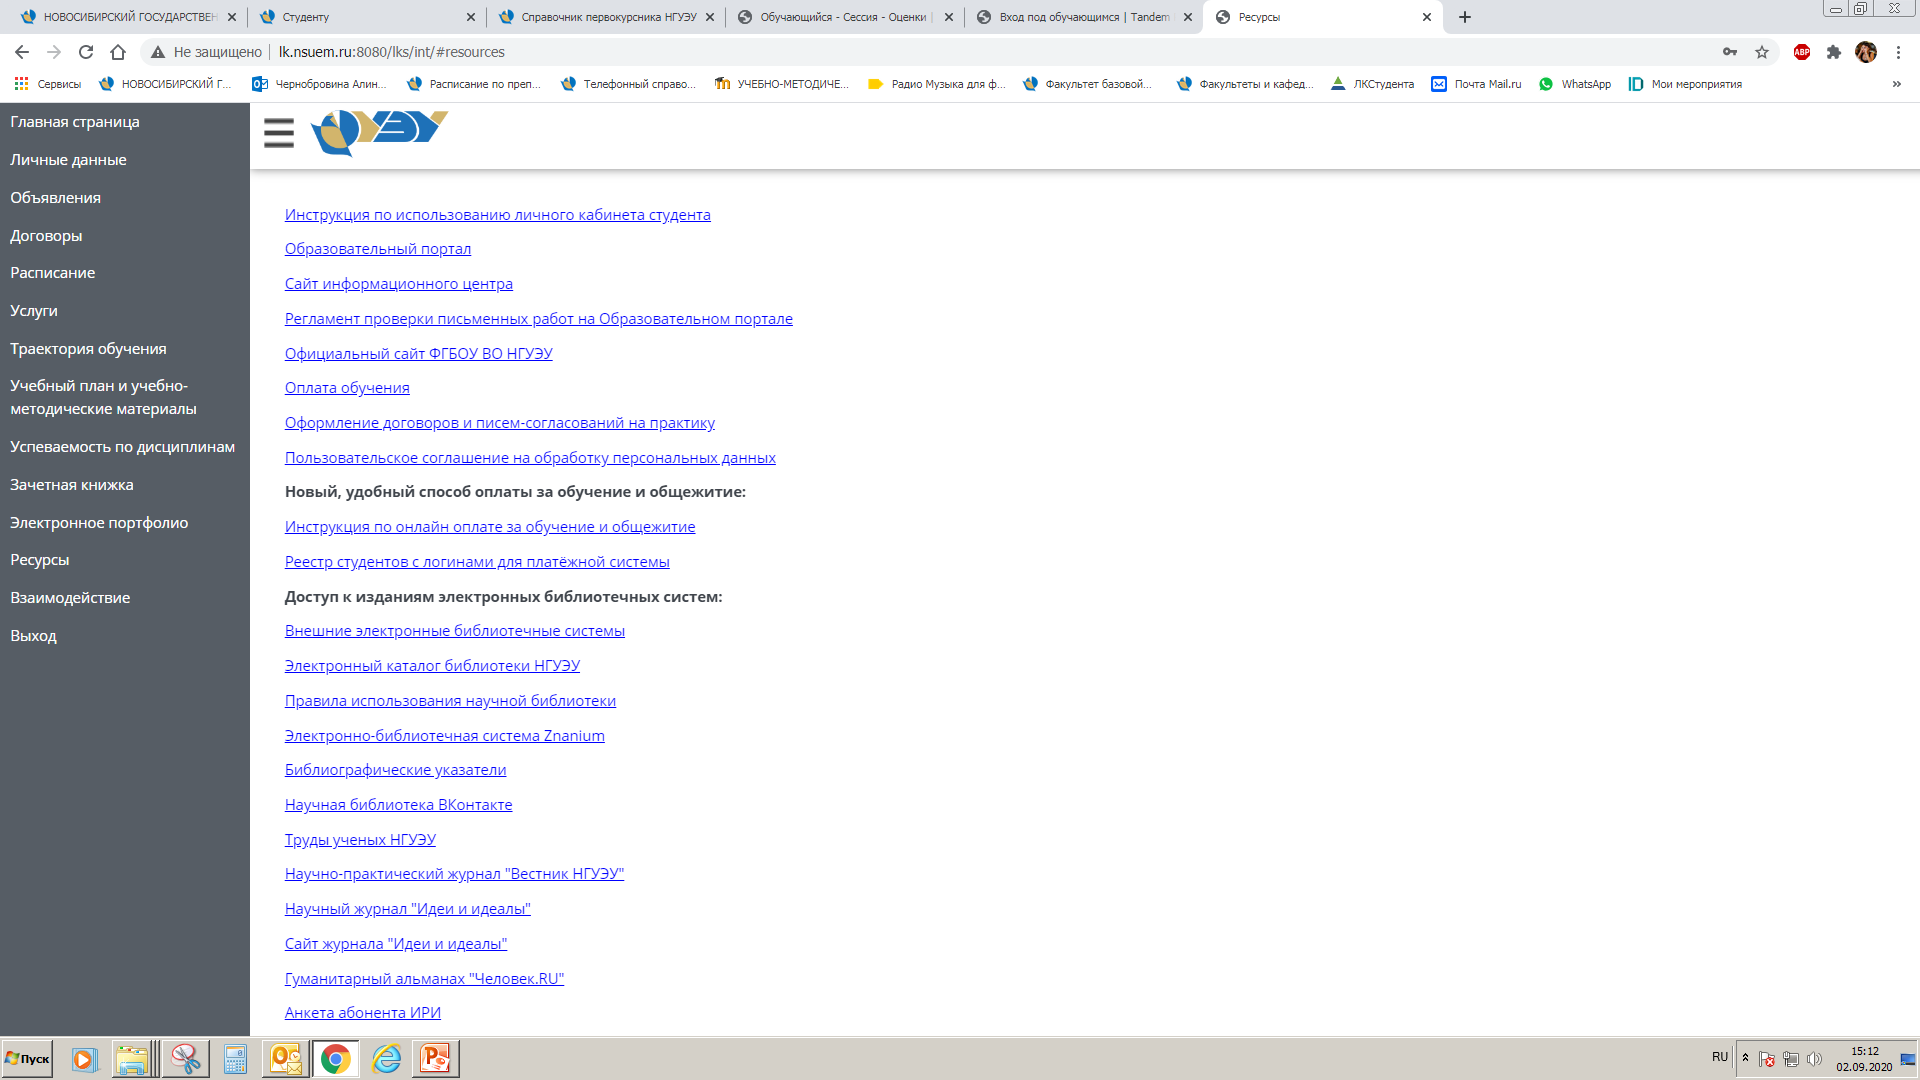 НОВОСИБИРСКИЙ ГОСУДАРСТВЕН
Студенту
Справочник первокурсника НГУЭУ
Обучающийся - Сессия - Оценки |
Вход под обучающимся | Tandem
Ресурсы
Не защищено | lk.nsuem.ru:8080/lks/int/#resources
ABP
Сервисы
НОВОСИБИРСКИЙ Г...
Чернобровина Алин...
Расписание по преп...
Телефонный справо...
УЧЕБНО-МЕТОДИЧЕ...
Радио Музыка для ф...
Факультет базовой...
Факультеты и кафед...
ЛКСтудента
Почта Mail.ru
WhatsApp
Мои мероприятия
»
Главная страница
Личные данные
Объявления
Договоры
Расписание
Услуги
Траектория обучения
Учебный план и учебно-
методические материалы
Успеваемость по дисциплинам
Зачетная книжка
Электронное портфолио
Ресурсы
Взаимодействие
Выход
Инструкция по использованию личного кабинета студента
Образовательный портал
Сайт информационного центра
Регламент проверки письменных работ на Образовательном портале
Официальный сайт ФГБОУ ВО НГУЭУ
Оплата обучения
Оформление договоров и писем-согласований на практику
Пользовательское соглашение на обработку персональных данных
Новый, удобный способ оплаты за обучение и общежитие:
Инструкция по онлайн оплате за обучение и общежитие
Реестр студентов с логинами для платёжной системы
Доступ к изданиям электронных библиотечных систем:
Внешние электронные библиотечные системы
Электронный каталог библиотеки НГУЭУ
Правила использования научной библиотеки
Электронно-библиотечная система Znanium
Библиографические указатели
Научная библиотека ВКонтакте
Труды ученых НГУЭУ
Научно-практический журнал "Вестник НГУЭУ"
Научный журнал "Идеи и идеалы"
Сайт журнала "Идеи и идеалы"
Гуманитарный альманах "Человек.RU"
Анкета абонента ИРИ
Пуск
RU
15:12
02.09.2020